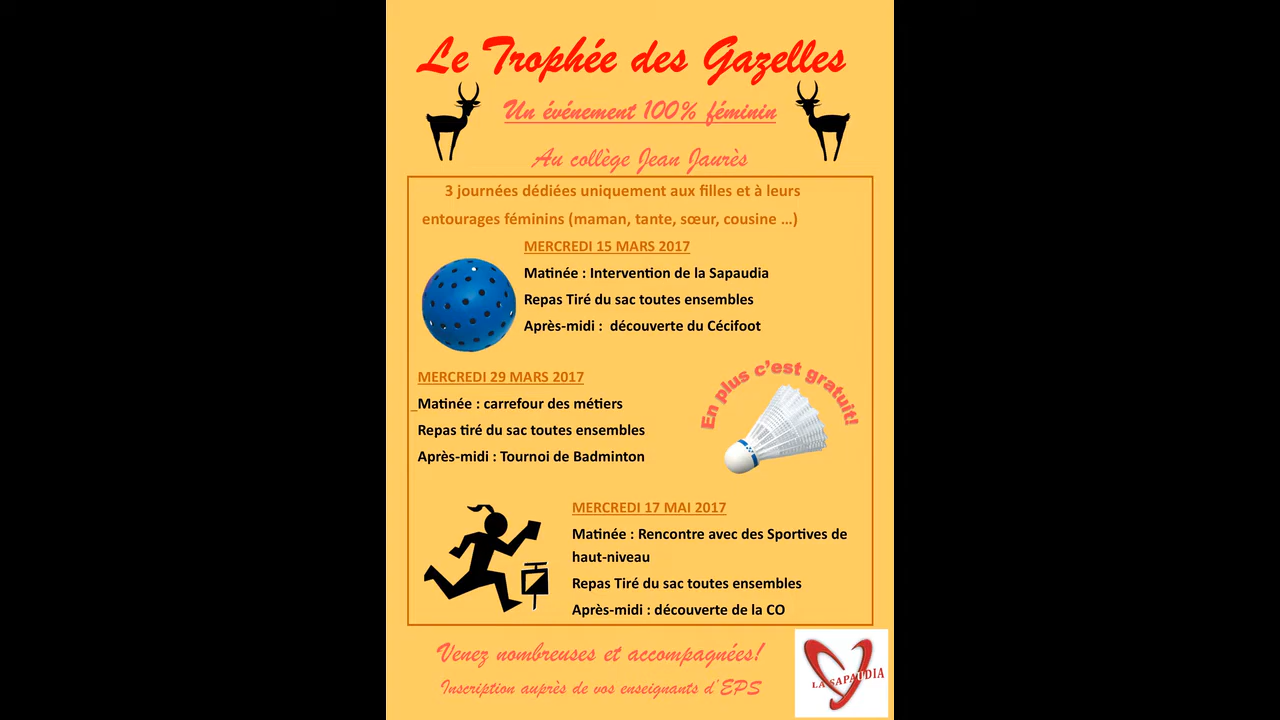 Le Trophée des Gazelles
Un événement 100% féminin
Au collège Jean Jaurès
3 journées dédiées uniquement aux filles et à leurs
entourages féminins (maman, tante, sœur, cousine ...)
MERCREDI 15 MARS 2017
Matinée : Intervention de la Sapaudia
Repas Tiré du sac toutes ensembles
Après-midi : découverte du Cécifoot
MERCREDI 29 MARS 2017
Matinée : carrefour des métiers
Repas tiré du sac toutes ensembles
Après-midi : Tournoi de Badminton
En plus c'est gratuit!
MERCREDI 17 MAI 2017
Matinée : Rencontre avec des Sportives de
haut-niveau
Repas Tiré du sac toutes ensembles
Après-midi : découverte de la CO
Venez nombreuses et accompagnées!
Inscription auprès de vos enseignants d'EPS
LA SAPAUDIA